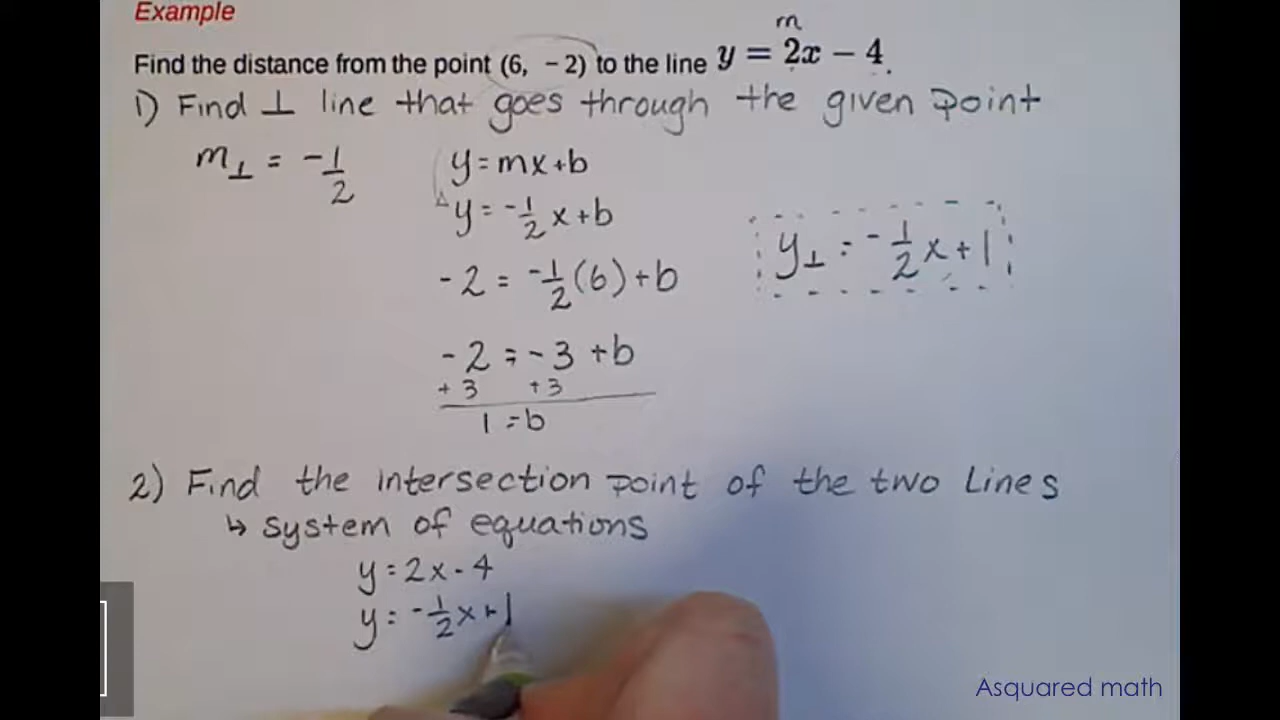 Example
m
Find the distance from the point (6, -2) to the line y = 2x - 4.
1) Find ⊥ line that goes through the given point
m⊥ = -1/2
y = mx + b
y = -1/2 x + b
-2 = -1/2 (6) + b
-2 = -3 + b
+3 +3
1 = b
y⊥ = -1/2 x + 1
2) Find the intersection point of the two Lines
↳ system of equations
y = 2x - 4
y = -1/2 x + 1
Asquared math